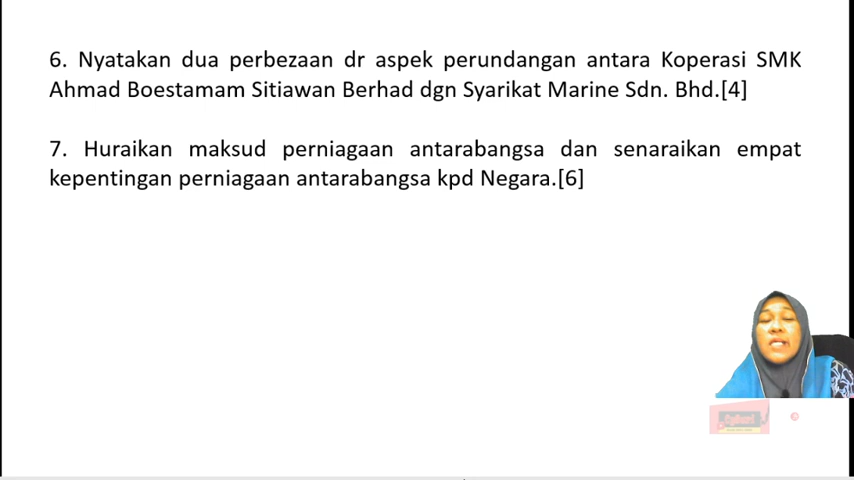 6. Nyatakan dua perbezaan dr aspek perundangan antara Koperasi SMK
Ahmad Boestamam Sitiawan Berhad dgn Syarikat Marine Sdn. Bhd.[4]
7. Huraikan maksud perniagaan antarabangsa dan senaraikan empat
kepentingan perniagaan antarabangsa kpd Negara.[6]